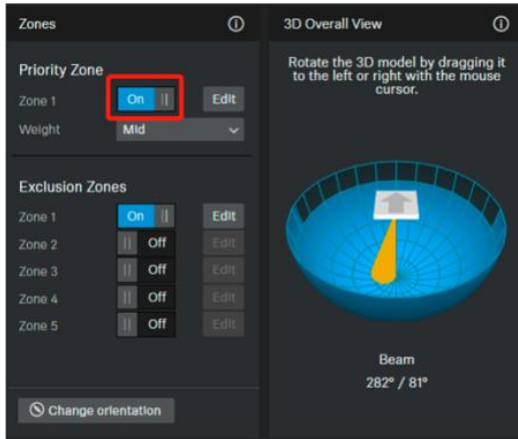 Zones
Priority Zone
Zone 1 On Edit
Weight Mid
Exclusion Zones
Zone 1 On Edit
Zone 2 Off Edit
Zone 3 Off Edit
Zone 4 Off Edit
Zone 5 Off Edit
Change orientation
3D Overall View
Rotate the 3D model by dragging it
to the left or right with the mouse
cursor.
Beam
282° / 81°